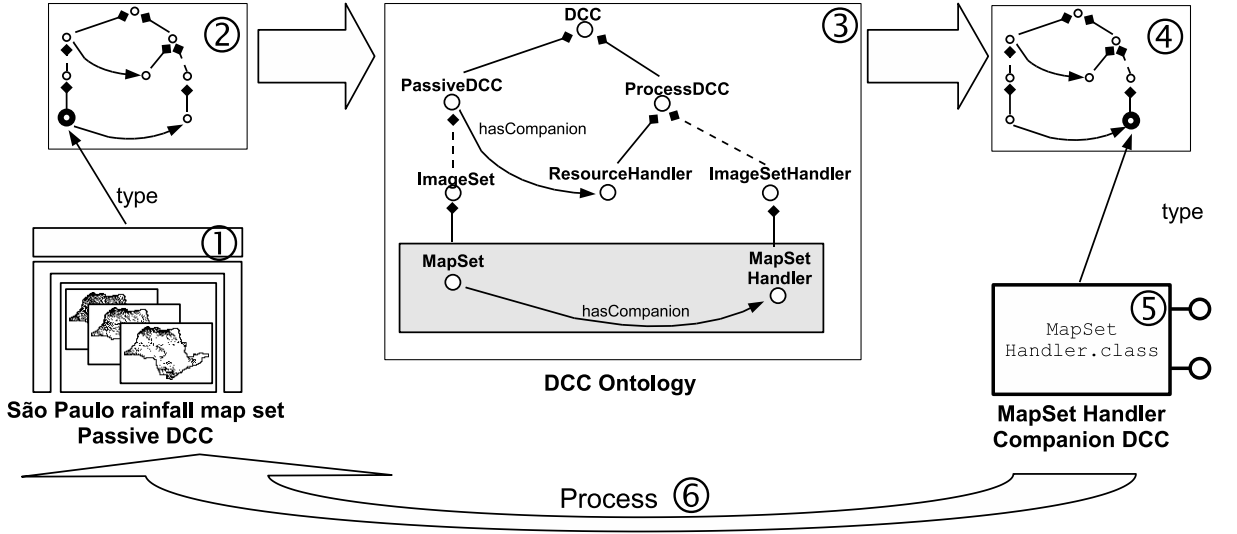 ②
③
④
DCC
PassiveDCC
ProcessDCC
hasCompanion
ImageSet
ResourceHandler
ImageSetHandler
type
type
①
MapSet
MapSet
Handler
hasCompanion
⑤
MapSet
Handler.class
DCC Ontology
São Paulo rainfall map set
Passive DCC
MapSet Handler
Companion DCC
Process ⑥